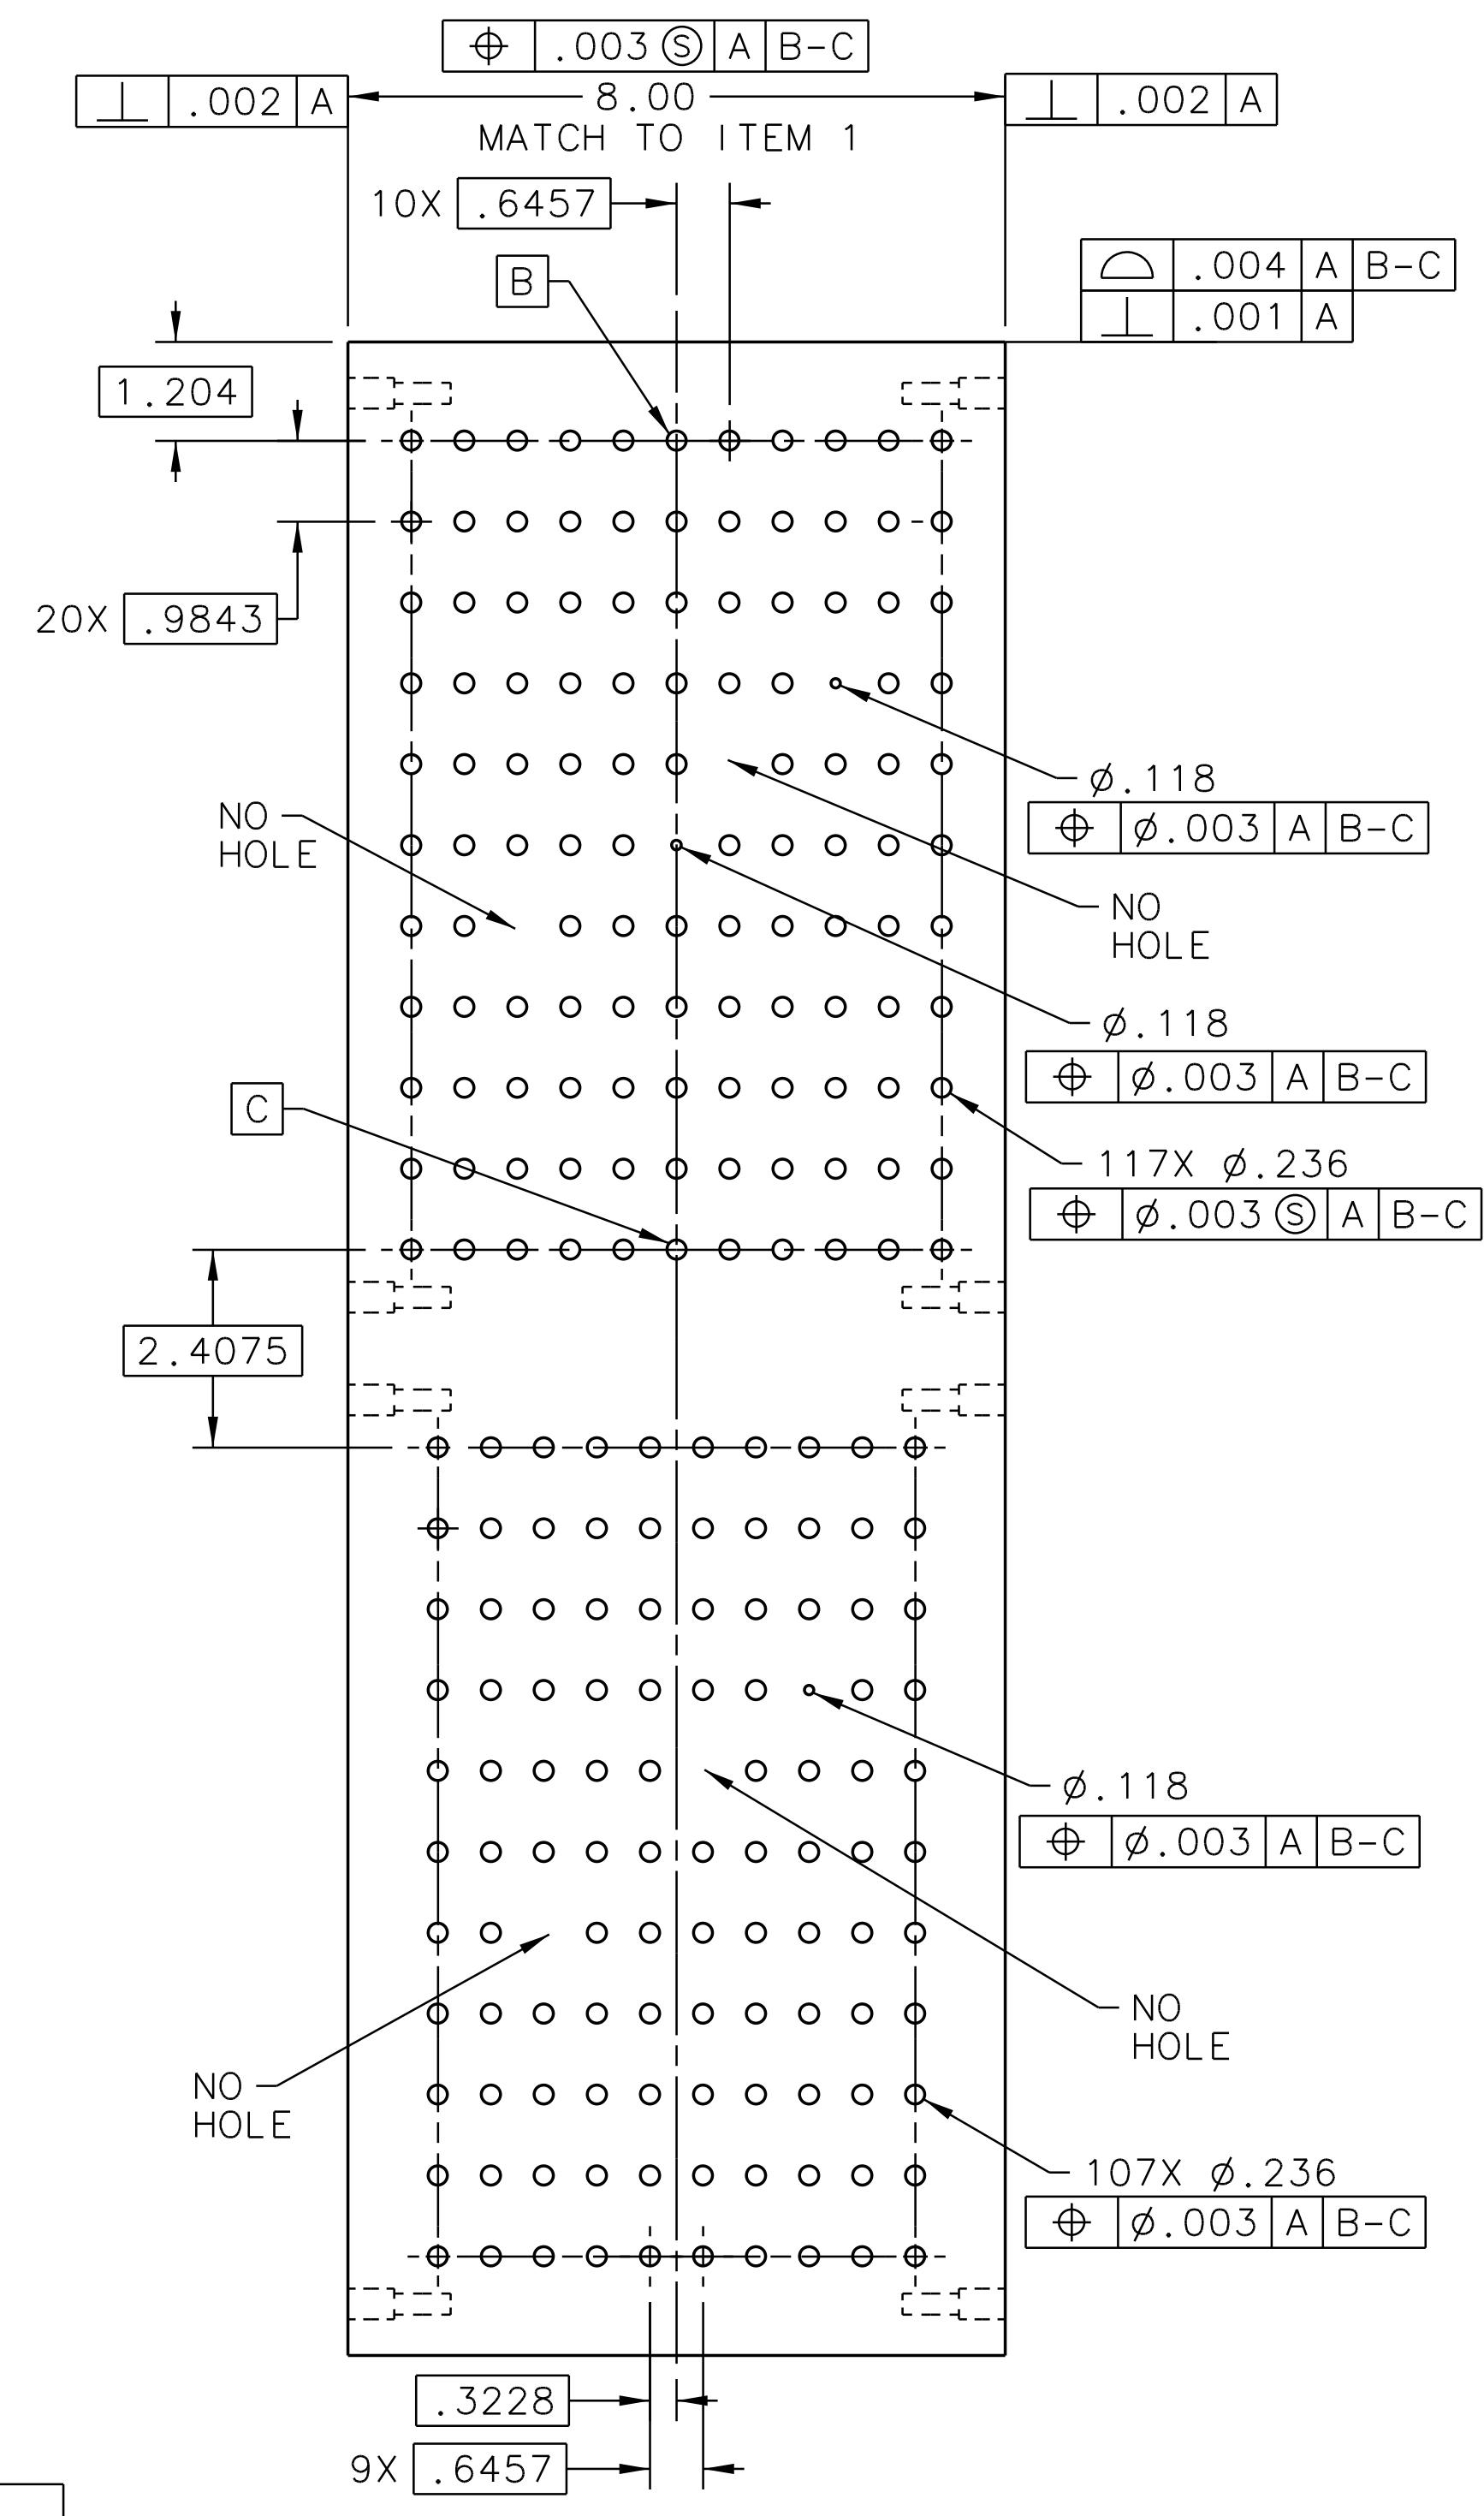 ⌖ .003 Ⓢ A B-C
⊥ .002 A
8.00
⊥ .002 A
MATCH TO ITEM 1
10X .6457
⌓ .004 A B-C
B
⊥ .001 A
1.204
20X .9843
⌀.118
⌖ ⌀.003 A B-C
NO
HOLE
NO
HOLE
⌀.118
⌖ ⌀.003 A B-C
C
117X ⌀.236
⌖ ⌀.003 Ⓢ A B-C
2.4075
⌀.118
⌖ ⌀.003 A B-C
NO
HOLE
NO
HOLE
107X ⌀.236
⌖ ⌀.003 A B-C
.3228
9X .6457